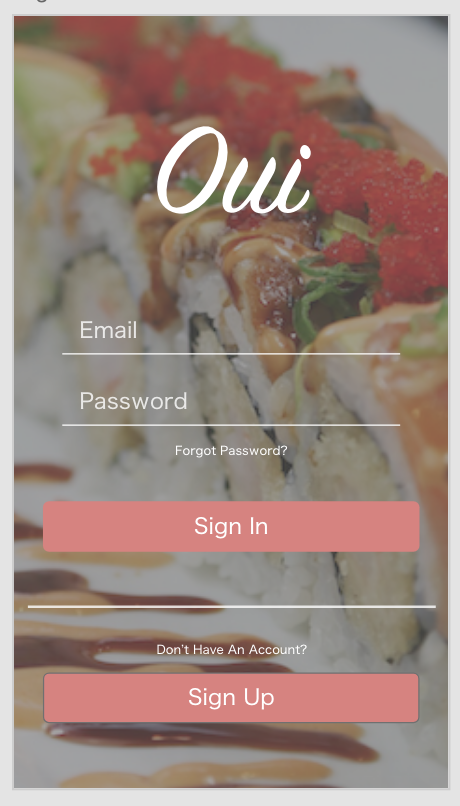 Oui
Email
Password
Forgot Password?
Sign In
Don't Have An Account?
Sign Up